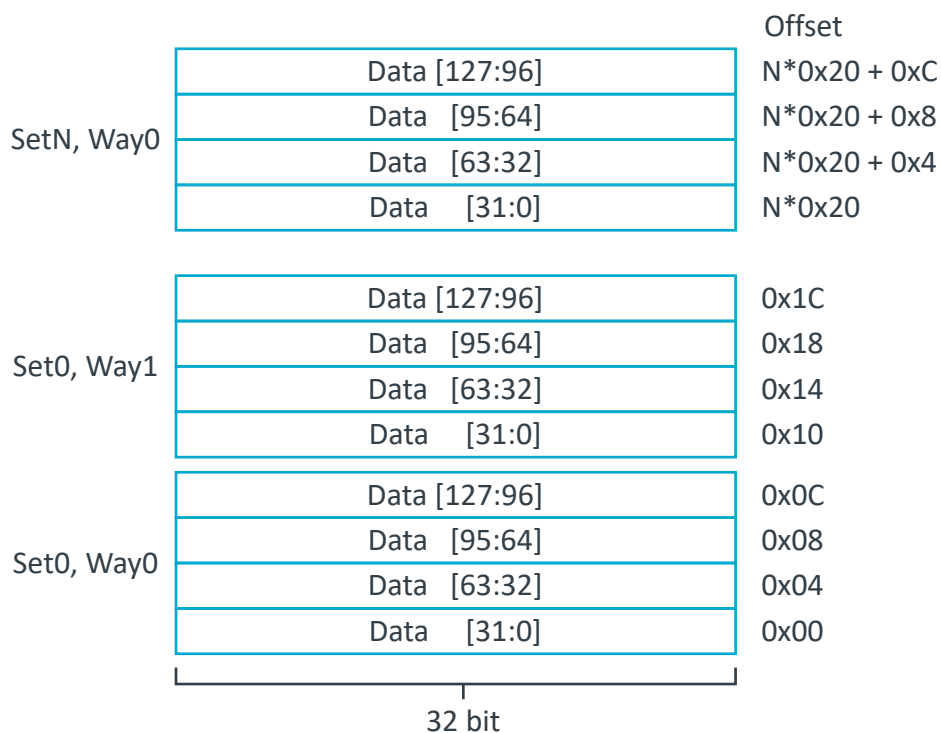 Offset
Data [127:96] N*0x20 + 0xC
Data [95:64] N*0x20 + 0x8
SetN, Way0
Data [63:32] N*0x20 + 0x4
Data [31:0] N*0x20
Data [127:96] 0x1C
Data [95:64] 0x18
Set0, Way1
Data [63:32] 0x14
Data [31:0] 0x10
Data [127:96] 0x0C
Data [95:64] 0x08
Set0, Way0
Data [63:32] 0x04
Data [31:0] 0x00
32 bit